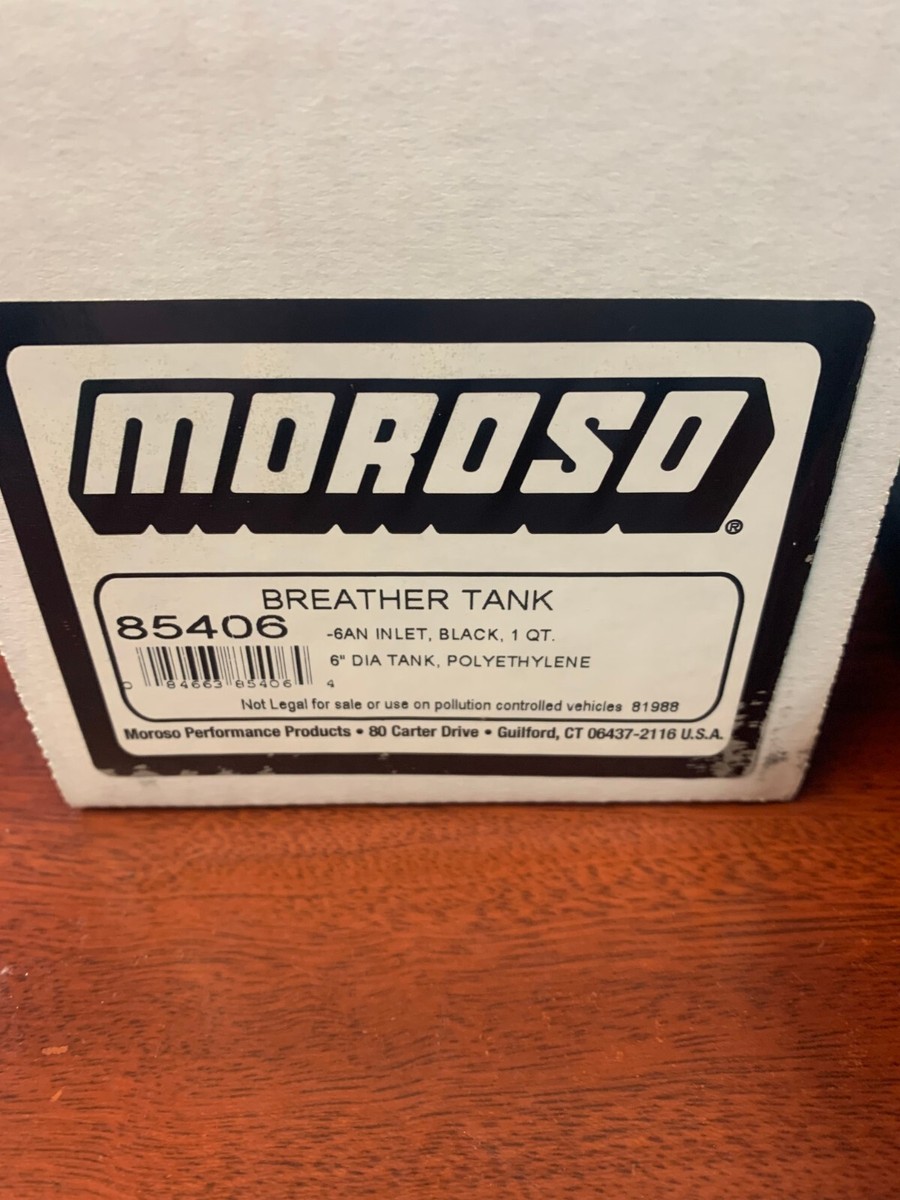 MOROSO®
BREATHER TANK
85406
-6AN INLET, BLACK, 1 QT.
6" DIA TANK, POLYETHYLENE
0 84663 85406 4
Not Legal for sale or use on pollution controlled vehicles 81988
Moroso Performance Products • 80 Carter Drive • Guilford, CT 06437-2116 U.S.A.